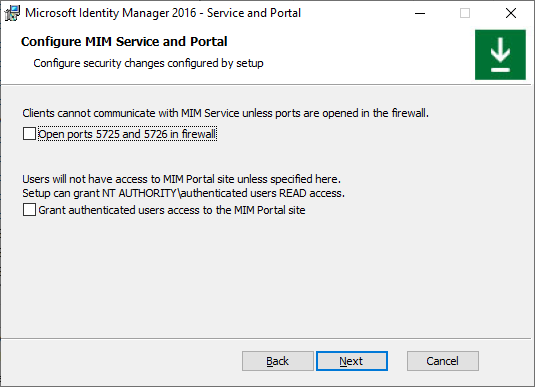 Microsoft Identity Manager 2016 - Service and Portal
Configure MIM Service and Portal
Configure security changes configured by setup
Clients cannot communicate with MIM Service unless ports are opened in the firewall.
Open ports 5725 and 5726 in firewall
Users will not have access to MIM Portal site unless specified here.
Setup can grant NT AUTHORITY\authenticated users READ access.
Grant authenticated users access to the MIM Portal site
Back Next Cancel